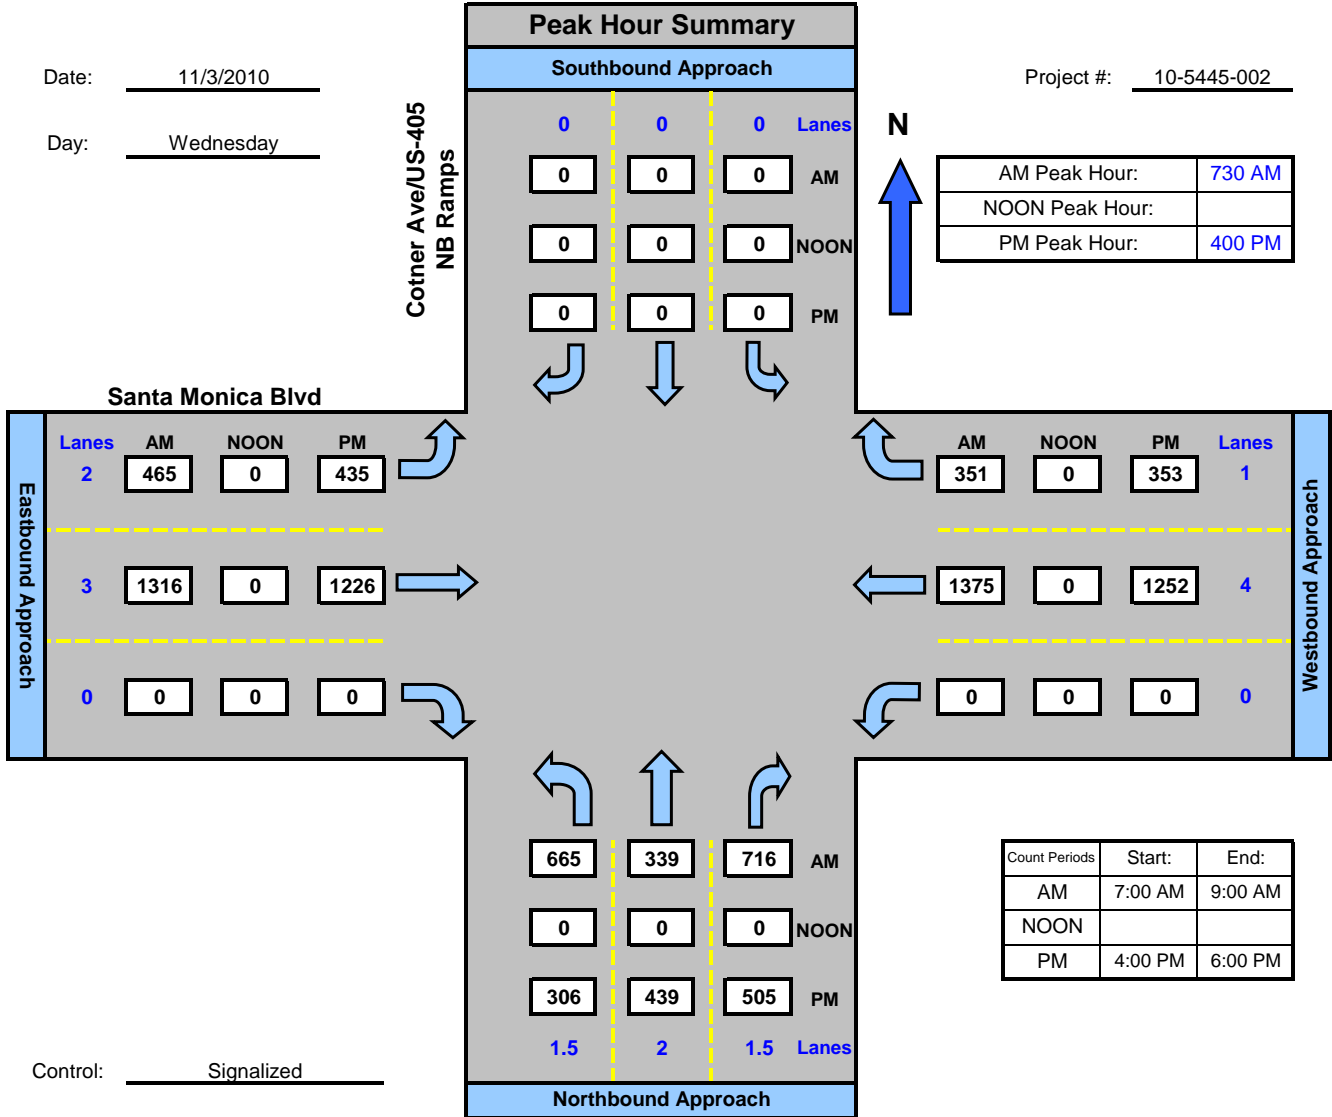 Peak Hour Summary
Southbound Approach
Date: 11/3/2010
Project #: 10-5445-002
Day: Wednesday
Cotner Ave/US-405
NB Ramps
0 0 0 Lanes
0 0 0 AM
0 0 0 NOON
0 0 0 PM
N
AM Peak Hour: 730 AM
NOON Peak Hour:
PM Peak Hour: 400 PM
Santa Monica Blvd
Eastbound Approach
Lanes AM NOON PM
2 465 0 435
3 1316 0 1226
0 0 0 0
AM NOON PM Lanes
351 0 353 1
1375 0 1252 4
0 0 0 0
Westbound Approach
665 339 716 AM
0 0 0 NOON
306 439 505 PM
1.5 2 1.5 Lanes
Northbound Approach
Count Periods Start: End:
AM 7:00 AM 9:00 AM
NOON
PM 4:00 PM 6:00 PM
Control: Signalized